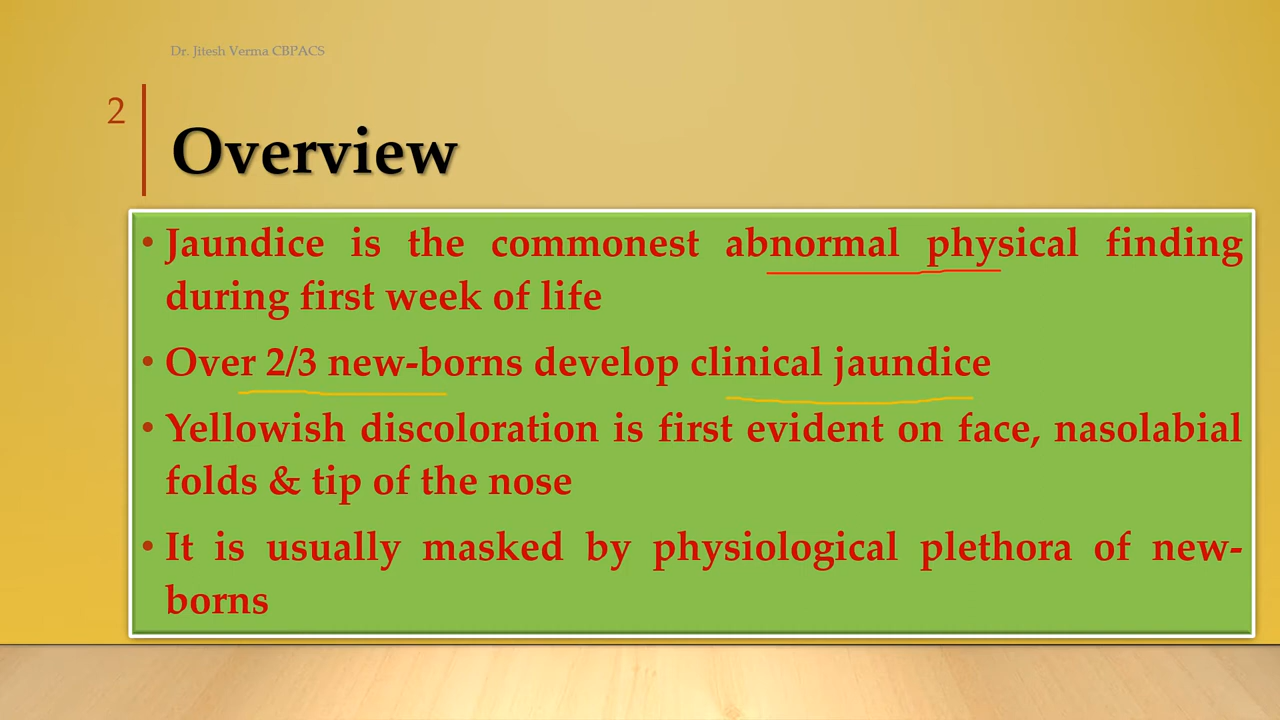 Dr. Jitesh Verma CBPACS
2
Overview
• Jaundice is the commonest abnormal physical finding
during first week of life
• Over 2/3 new-borns develop clinical jaundice
• Yellowish discoloration is first evident on face, nasolabial
folds & tip of the nose
• It is usually masked by physiological plethora of new-
borns